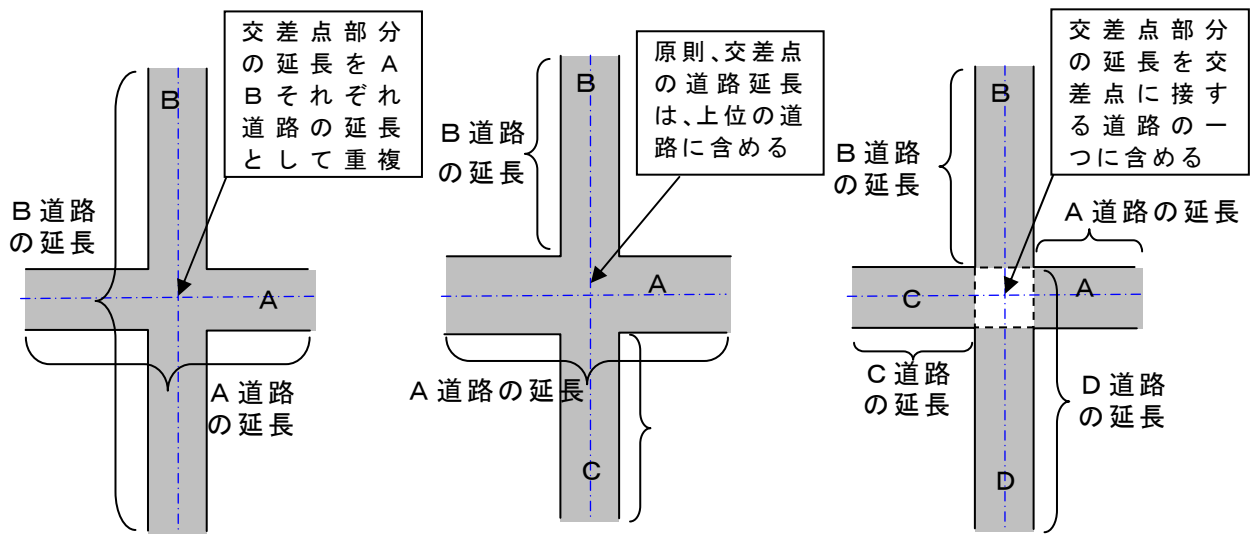 交差点部分
の延長をA
Bそれぞれ
道路の延長
として重複
B
B道路
の延長
A
A道路
の延長
原則、交差点
の道路延長
は、上位の道
路に含める
B
B道路
の延長
A
A道路の延長
C
交差点部分
の延長を交
差点に接す
る道路の一
つに含める
B
B道路
の延長
A道路の延長
C
A
C道路
の延長
D道路
の延長
D